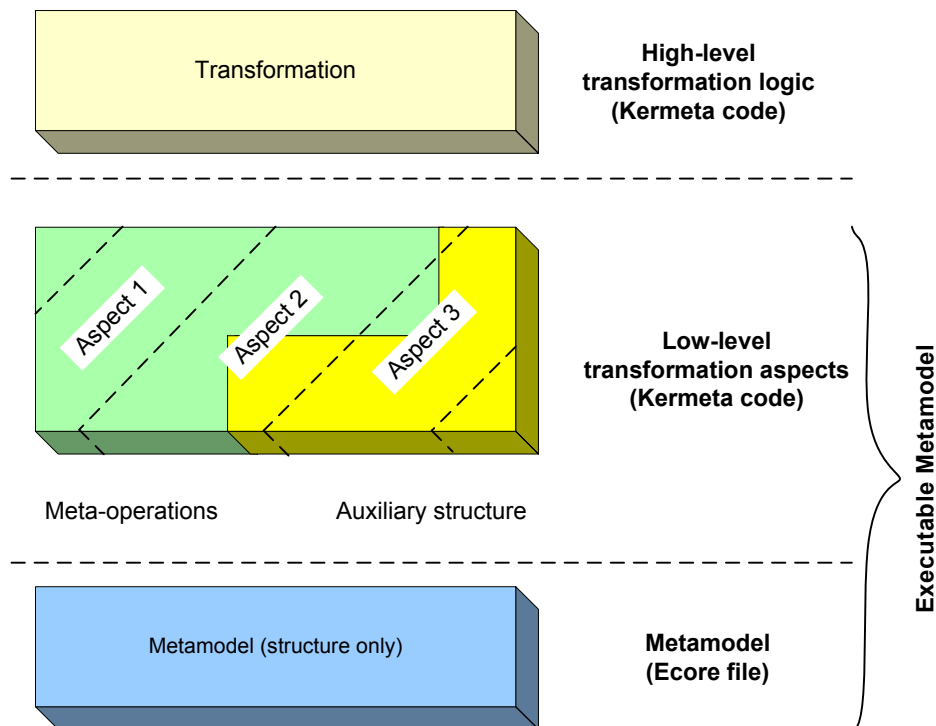 Transformation
High-level
transformation logic
(Kermeta code)
Aspect 1
Aspect 2
Aspect 3
Low-level
transformation aspects
(Kermeta code)
Meta-operations
Auxiliary structure
Executable Metamodel
Metamodel (structure only)
Metamodel
(Ecore file)